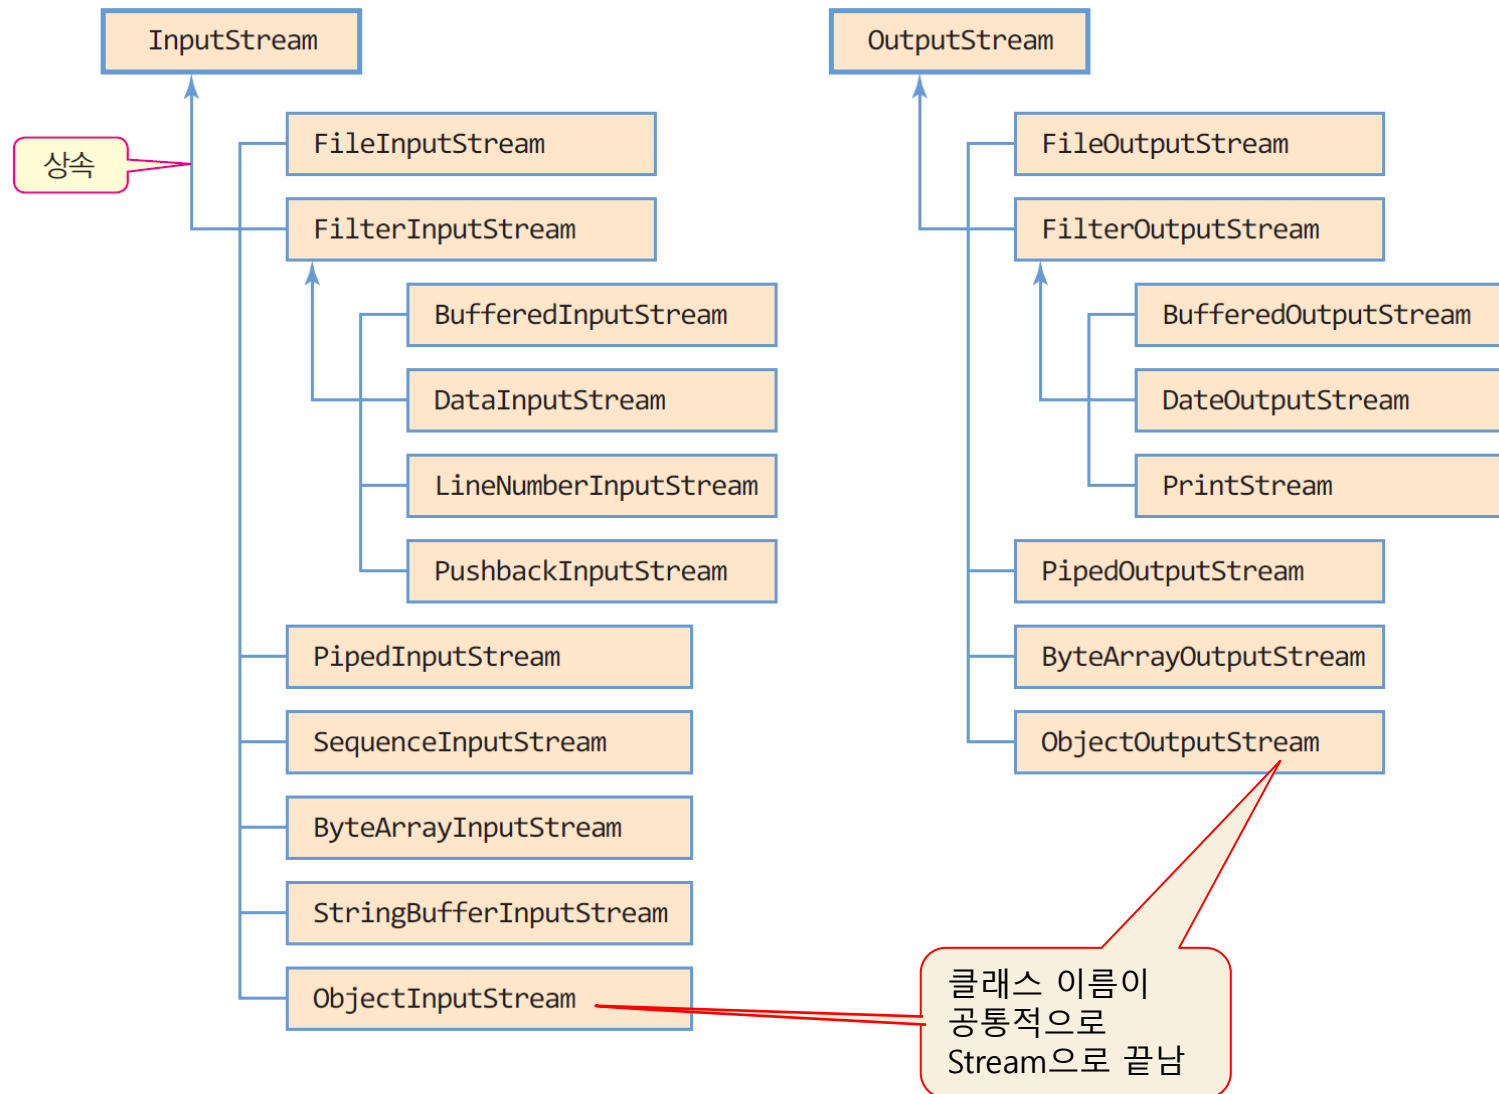 InputStream
상속
FileInputStream
FilterInputStream
BufferedInputStream
DataInputStream
LineNumberInputStream
PushbackInputStream
PipedInputStream
SequenceInputStream
ByteArrayInputStream
StringBufferInputStream
ObjectInputStream
OutputStream
FileOutputStream
FilterOutputStream
BufferedOutputStream
DateOutputStream
PrintStream
PipedOutputStream
ByteArrayOutputStream
ObjectOutputStream
클래스 이름이
공통적으로
Stream으로 끝남